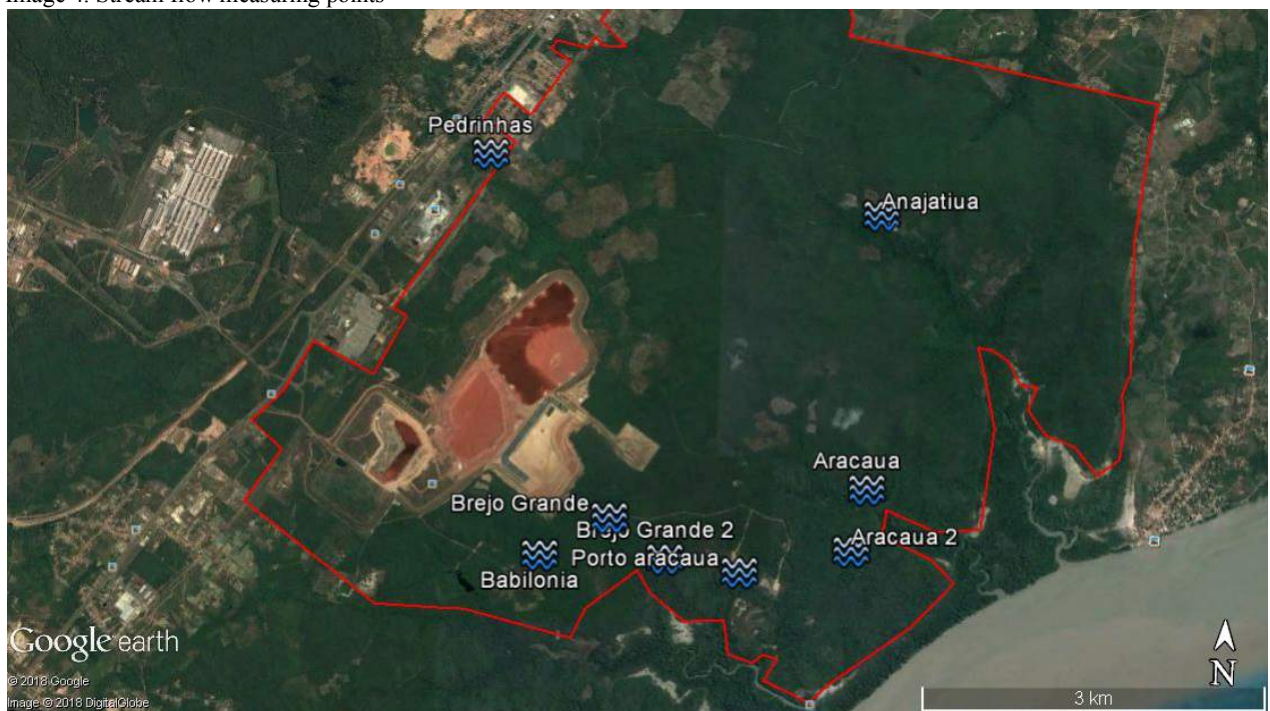 Image 4. Stream flow measuring points
Pedrinhas
Anajatiua
Aracaua
Brejo Grande
Brejo Grande 2
Aracaua 2
Porto aracaua
Babilonia
Google earth
© 2018 Google
Image © 2018 DigitalGlobe
N
3 km